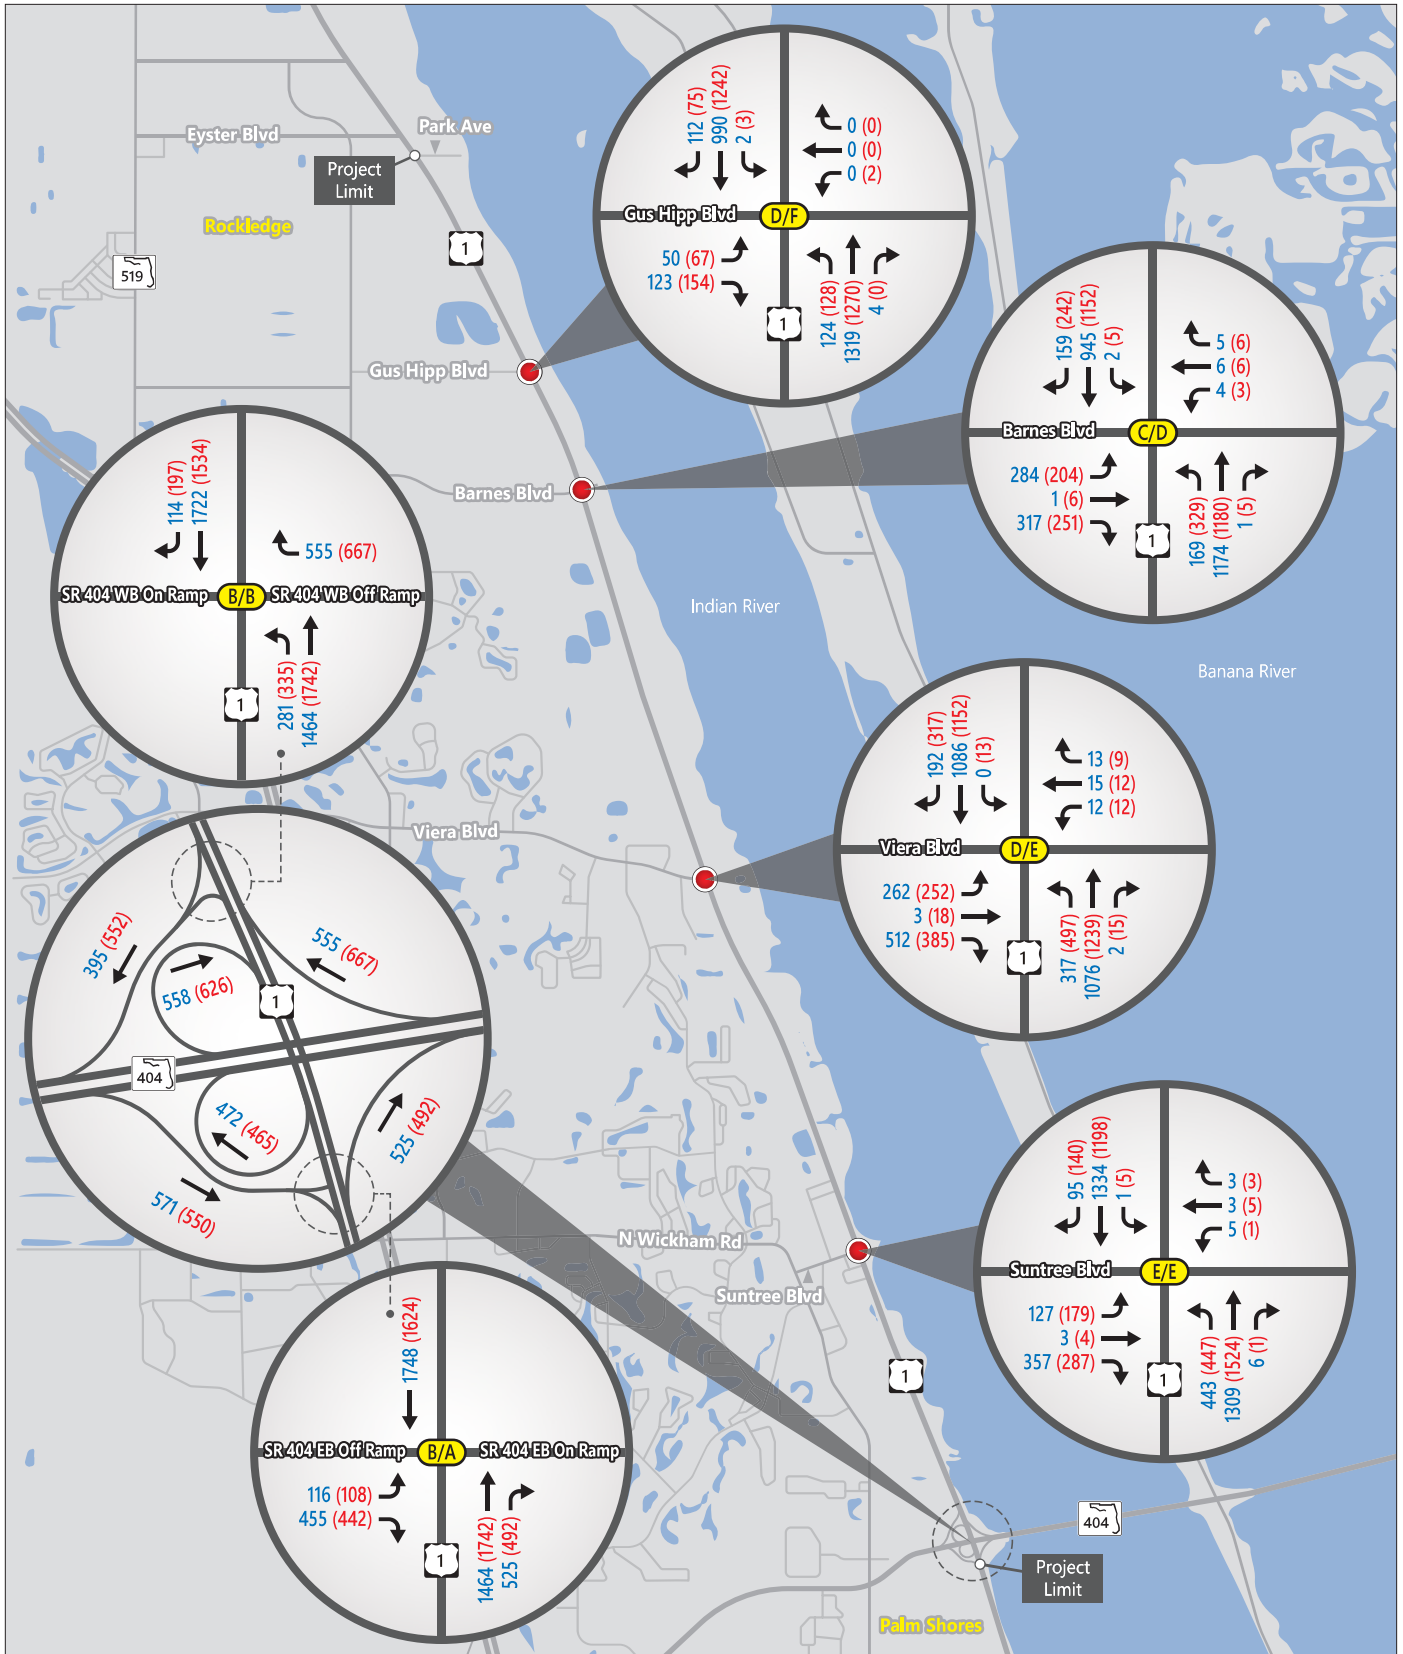 Eyster Blvd
Park Ave
Project
Limit
Rockledge
519
1
Gus Hipp Blvd
Barnes Blvd
Indian River
Banana River
Viera Blvd
N Wickham Rd
Suntree Blvd
1
404
Project
Limit
Palm Shores
112 (75)
990 (1242)
2 (3)
0 (0)
0 (0)
0 (2)
Gus Hipp Blvd
D/F
50 (67)
123 (154)
1
124 (128)
1319 (1270)
4 (0)
159 (242)
945 (1152)
2 (5)
5 (6)
6 (6)
4 (3)
Barnes Blvd
C/D
284 (204)
1 (6)
317 (251)
1
169 (329)
1174 (1180)
1 (5)
114 (197)
1722 (1534)
555 (667)
SR 404 WB On Ramp
B/B
SR 404 WB Off Ramp
1
281 (335)
1464 (1742)
192 (317)
1086 (1152)
0 (13)
13 (9)
15 (12)
12 (12)
Viera Blvd
D/E
262 (252)
3 (18)
512 (385)
1
317 (497)
1076 (1239)
2 (15)
395 (552)
558 (626)
555 (667)
1
404
472 (465)
525 (492)
571 (550)
95 (140)
1334 (1198)
1 (5)
3 (3)
3 (5)
5 (1)
Suntree Blvd
E/E
127 (179)
3 (4)
357 (287)
1
443 (447)
1309 (1524)
6 (1)
1748 (1624)
SR 404 EB Off Ramp
B/A
SR 404 EB On Ramp
116 (108)
455 (442)
1
1464 (1742)
525 (492)